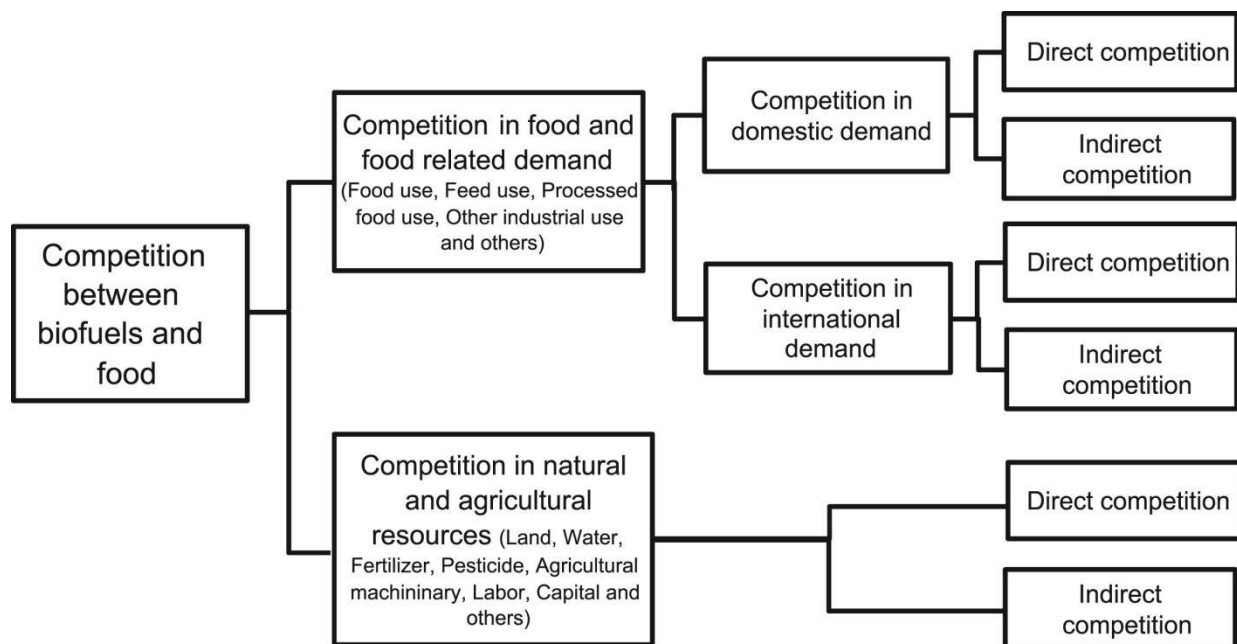 Competition
between
biofuels and
food
Competition in food and
food related demand
(Food use, Feed use, Processed
food use, Other industrial use
and others)
Competition in natural
and agricultural
resources (Land, Water,
Fertilizer, Pesticide, Agricultural
machininary, Labor, Capital and
others)
Competition in
domestic demand
Competition in
international
demand
Direct competition
Indirect
competition
Direct competition
Indirect
competition
Direct competition
Indirect
competition